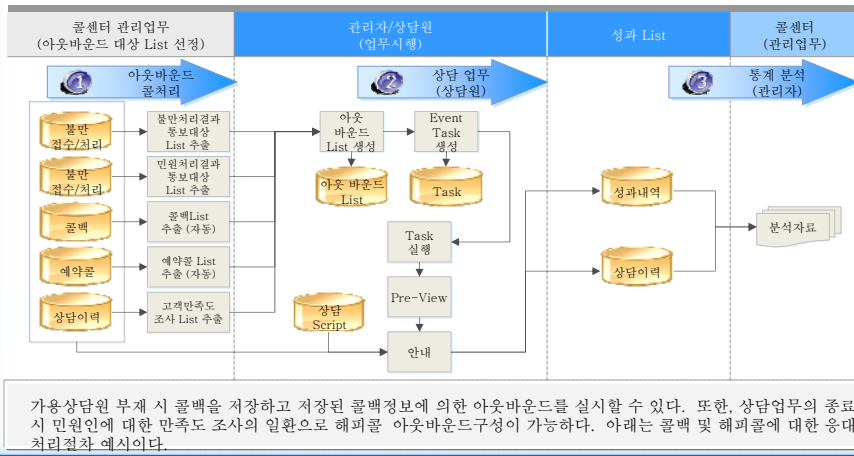 콜센터 관리업무
(아웃바운드 대상 List 선정)
관리자/상담원
(업무시행)
성과 List
콜센터
(관리업무)
1
아웃바운드
콜처리
2
상담 업무
(상담원)
3
통계 분석
(관리자)
불만
접수/처리
불만처리결과
통보대상
List 추출
불만
접수/처리
민원처리결과
통보대상
List 추출
콜백
콜백List
추출 (자동)
예약콜
예약콜 List
추출 (자동)
상담이력
고객만족도
조사 List 추출
아웃
바운드
List 생성
Event
Task
생성
아웃 바운드
List
Task
Task
실행
Pre-View
상담
Script
안내
성과내역
상담이력
분석자료
가용상담원 부재 시 콜백을 저장하고 저장된 콜백정보에 의한 아웃바운드를 실시할 수 있다. 또한, 상담업무의 종료
시 민원인에 대한 만족도 조사의 일환으로 해피콜 아웃바운드구성이 가능하다. 아래는 콜백 및 해피콜에 대한 응대
처리절차 예시이다.